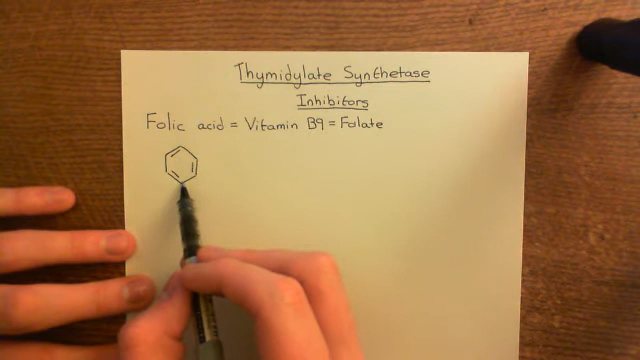 Thymidylate Synthetase
Inhibitors
Folic acid = Vitamin B9 = Folate